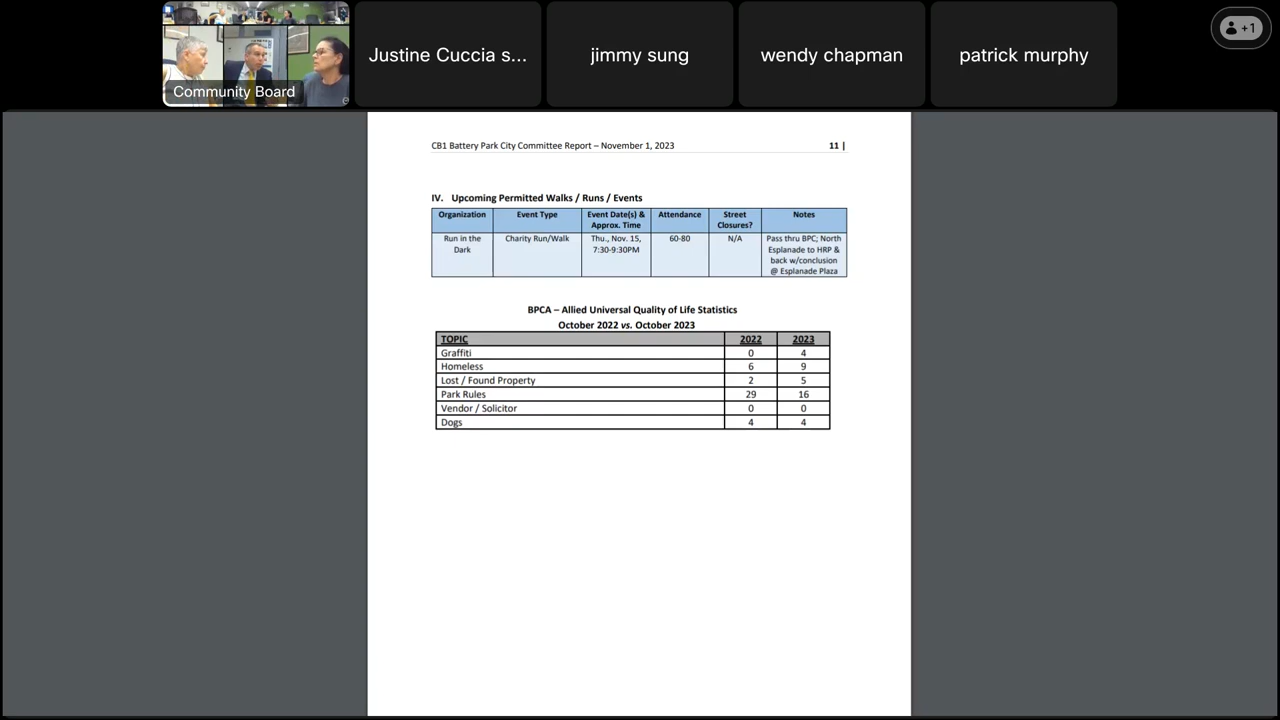 Community Board
Justine Cuccia s...
jimmy sung
wendy chapman
patrick murphy
+1
CB1 Battery Park City Committee Report – November 1, 2023 11 |
IV. Upcoming Permitted Walks / Runs / Events
Organization Event Type Event Date(s) & Approx. Time Attendance Street Closures? Notes
Run in the Dark Charity Run/Walk Thu., Nov. 15, 7:30-9:30PM 60-80 N/A Pass thru BPC; North Esplanade to HRP & back w/conclusion @ Esplanade Plaza
BPCA – Allied Universal Quality of Life Statistics
October 2022 vs. October 2023
TOPIC 2022 2023
Graffiti 0 4
Homeless 6 9
Lost / Found Property 2 5
Park Rules 29 16
Vendor / Solicitor 0 0
Dogs 4 4